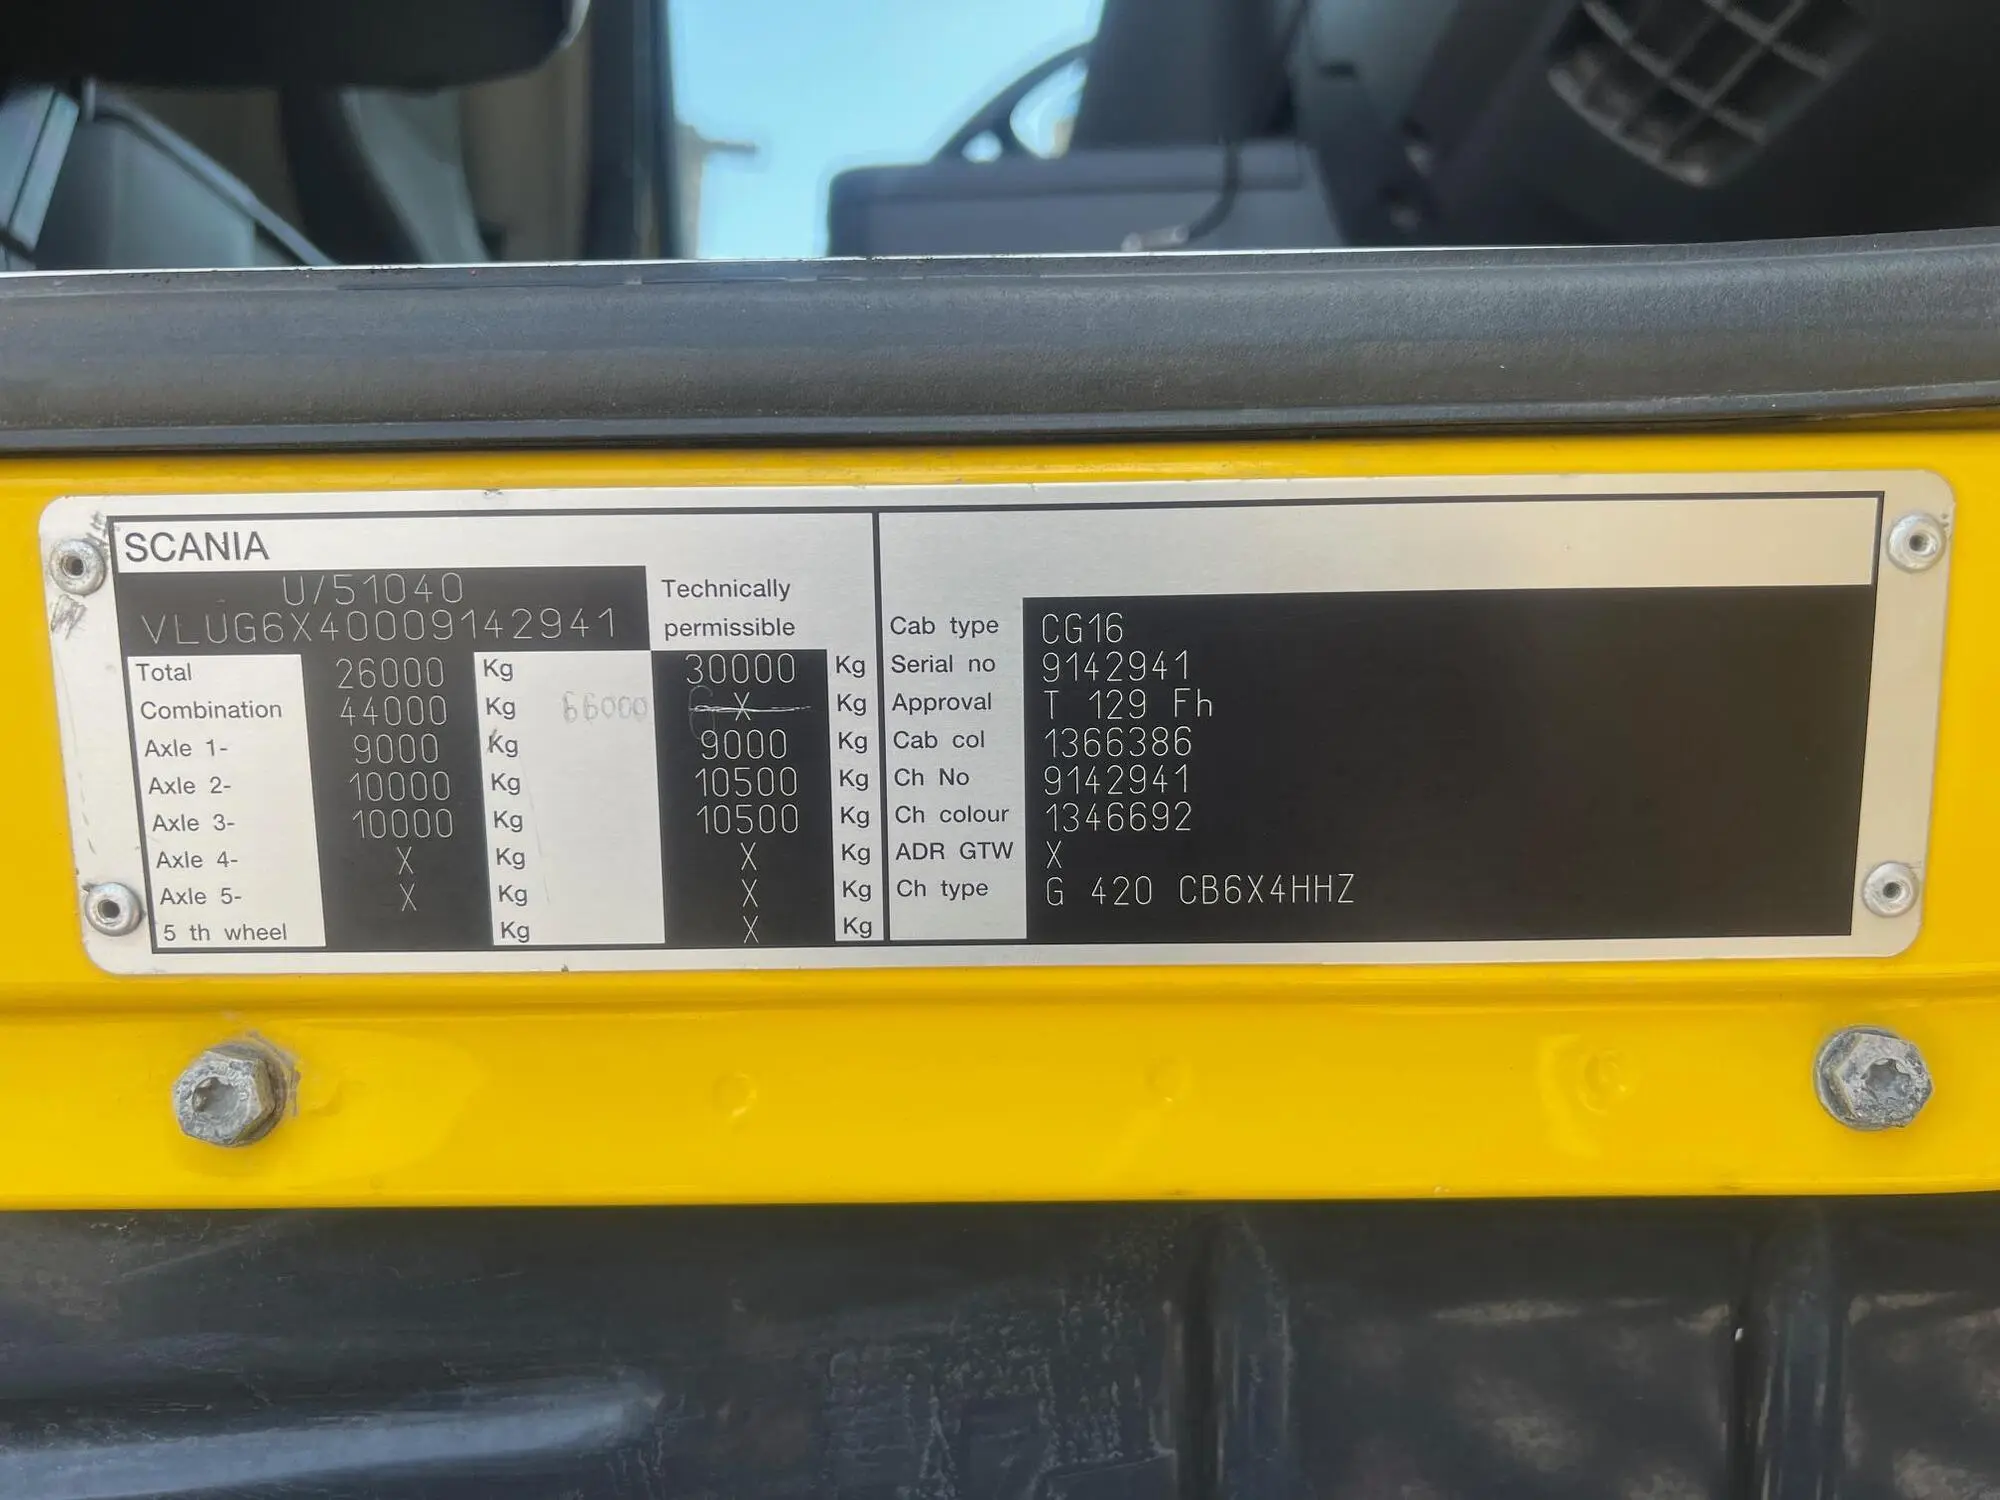 SCANIA
U/51040
VLUG6X40009142941
Technically
permissible
Total 26000 Kg 30000 Kg
Combination 44000 Kg 66000 X Kg
Axle 1- 9000 Kg 9000 Kg
Axle 2- 10000 Kg 10500 Kg
Axle 3- 10000 Kg 10500 Kg
Axle 4- X Kg X Kg
Axle 5- X Kg X Kg
5 th wheel Kg X Kg
Cab type CG16
Serial no 9142941
Approval T 129 Fh
Cab col 1366386
Ch No 9142941
Ch colour 1346692
ADR GTW X
Ch type G 420 CB6X4HHZ